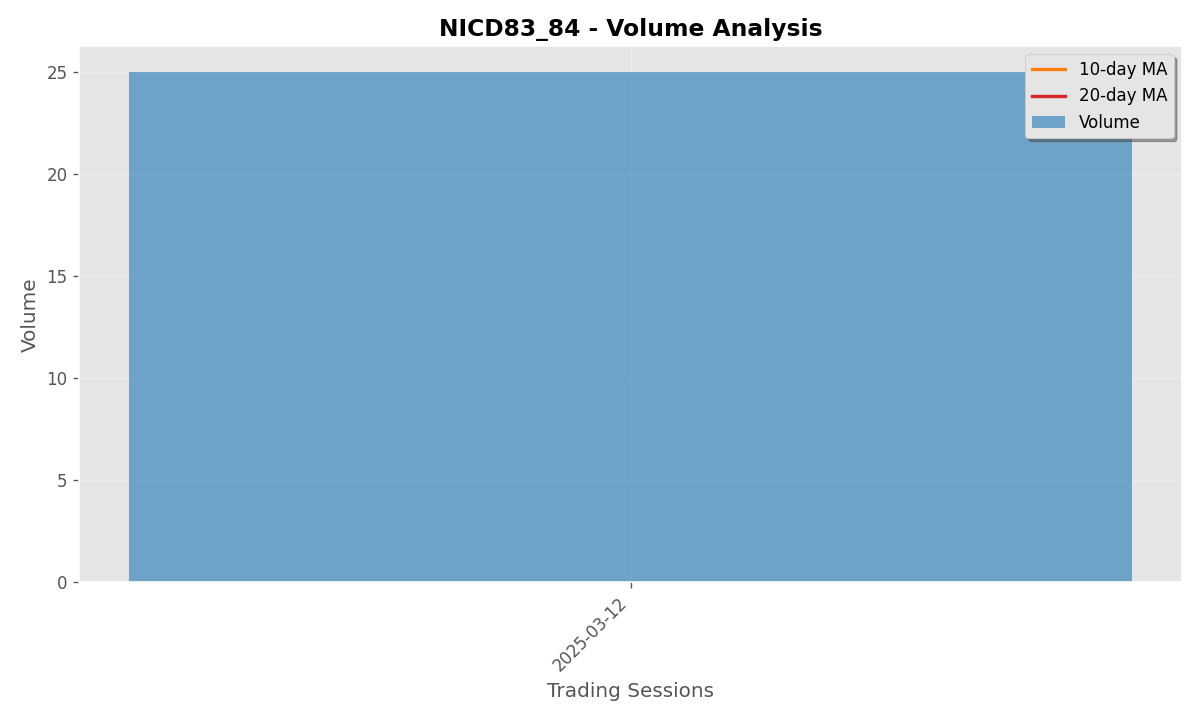 NICD83_84 - Volume Analysis
10-day MA
20-day MA
Volume
25
20
15
10
5
0
Volume
2025-03-12
Trading Sessions